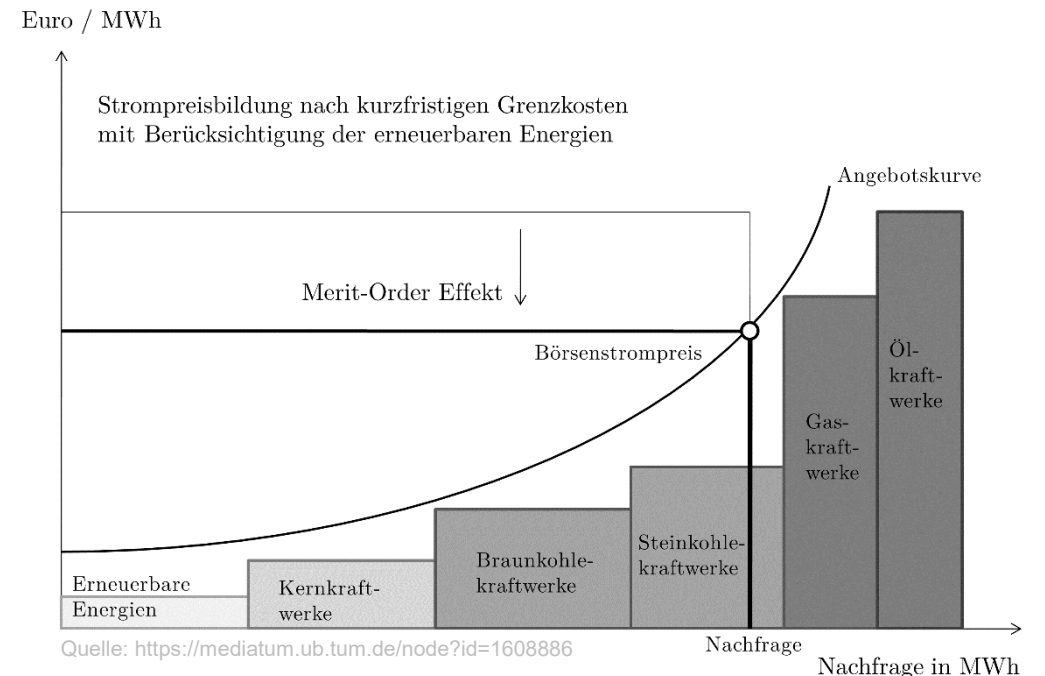 Euro / MWh
Strompreisbildung nach kurzfristigen Grenzkosten
mit Berücksichtigung der erneuerbaren Energien
Angebotskurve
Merit-Order Effekt
Börsenstrompreis
Öl-
kraft-
werke
Gas-
kraft-
werke
Steinkohle-
kraftwerke
Braunkohle-
kraftwerke
Kernkraft-
werke
Erneuerbare
Energien
Quelle: https://mediatum.ub.tum.de/node?id=1608886
Nachfrage
Nachfrage in MWh